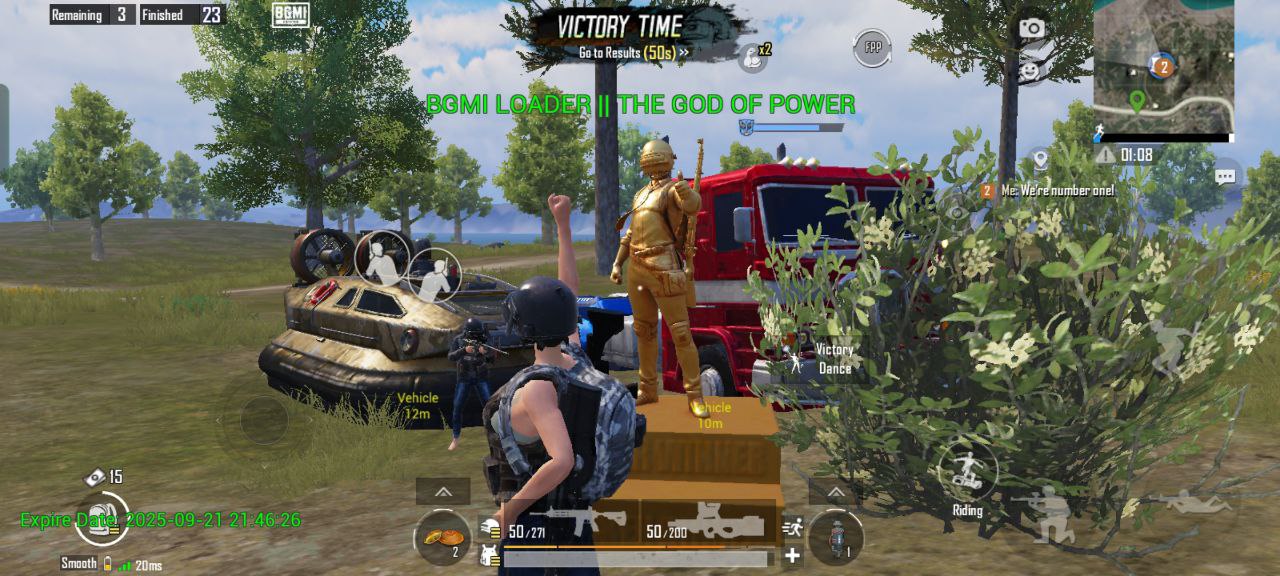 Remaining 3 Finished 23
BGMI
VICTORY TIME
Go to Results (50s) >>
x2
FPP
2
BGMI LOADER || THE GOD OF POWER
01:08
2 Me: We're number one!
Victory
Dance
Vehicle
12m
Vehicle
10m
15
Riding
Expire Date: 2025-09-21 21:46:26
2
50/271
50/200
1
Smooth 20ms